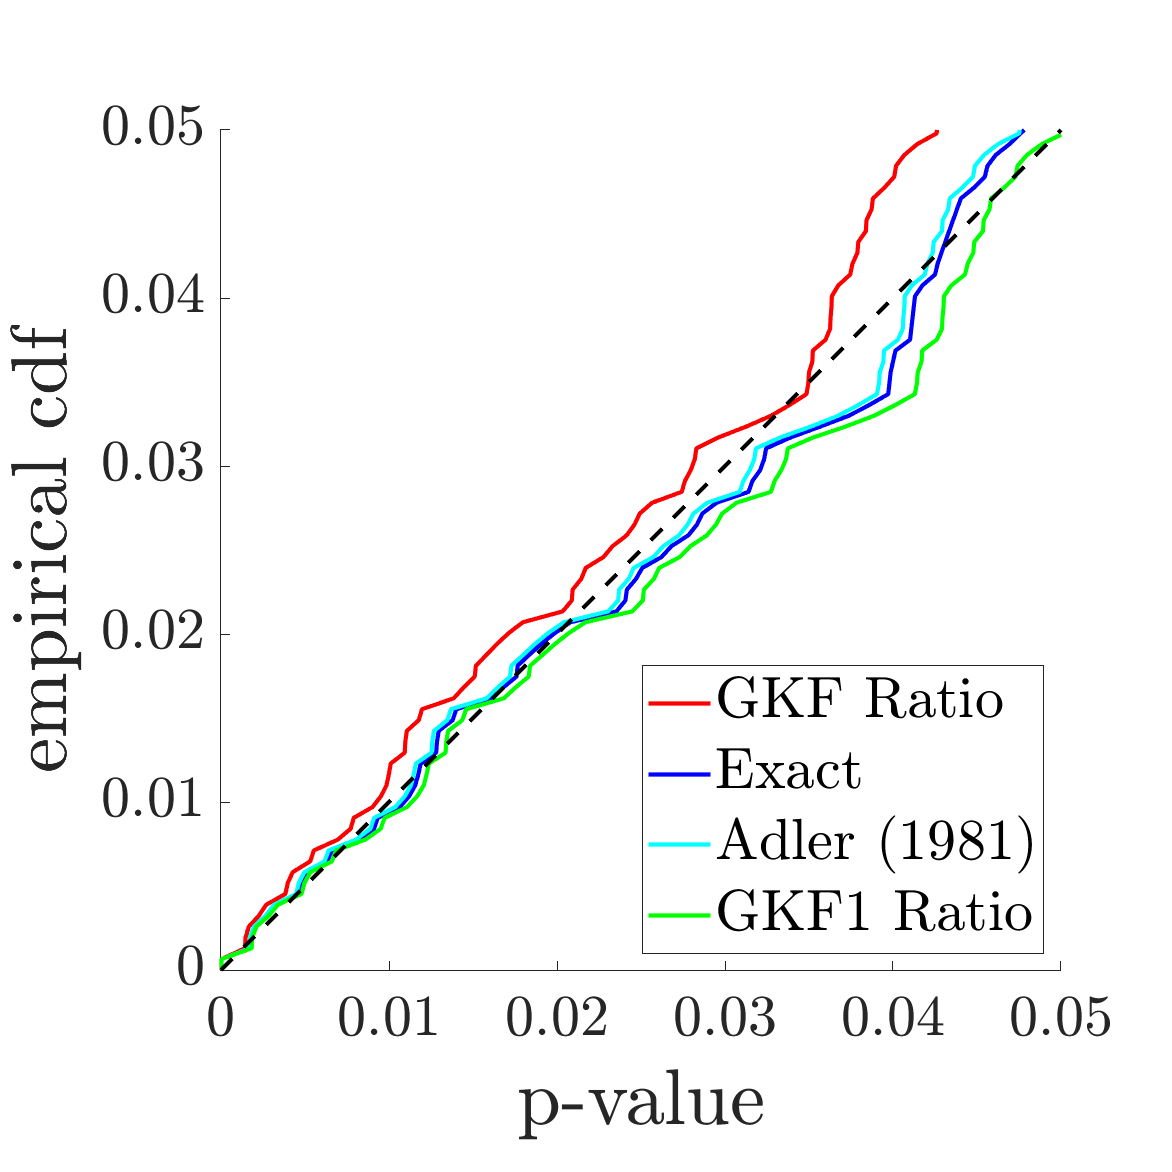 0.05
0.04
0.03
0.02
0.01
0
empirical cdf
GKF Ratio
Exact
Adler (1981)
GKF1 Ratio
0 0.01 0.02 0.03 0.04 0.05
p-value